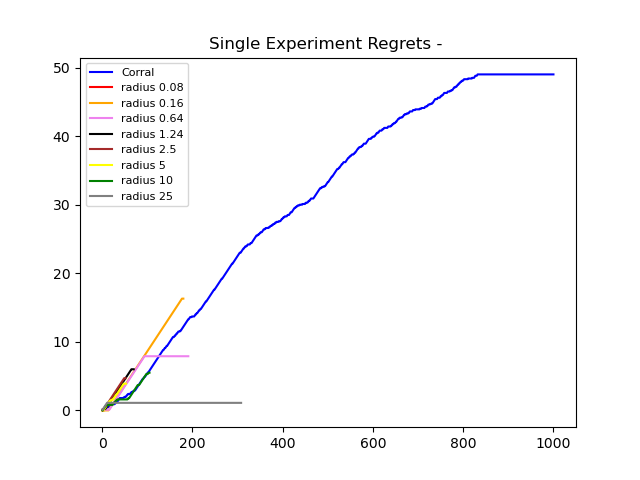 Single Experiment Regrets -
50
40
30
20
10
0
Corral
radius 0.08
radius 0.16
radius 0.64
radius 1.24
radius 2.5
radius 5
radius 10
radius 25
0 200 400 600 800 1000